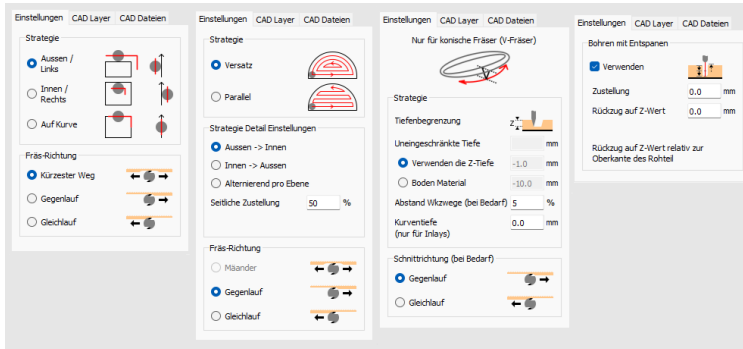 Einstellungen CAD Layer CAD Dateien
Strategie
Aussen /
Links
Innen /
Rechts
Auf Kurve
Fräs-Richtung
Kürzester Weg
Gegenlauf
Gleichlauf
Einstellungen CAD Layer CAD Dateien
Strategie
Versatz
Parallel
Strategie Detail Einstellungen
Aussen -> Innen
Innen -> Aussen
Alternierend pro Ebene
Seitliche Zustellung 50 %
Fräs-Richtung
Mäander
Gegenlauf
Gleichlauf
Einstellungen CAD Layer CAD Dateien
Nur für konische Fräser (V-Fräser)
V
Strategie
Tiefenbegrenzung Z
Uneingeschränkte Tiefe mm
Verwenden die Z-Tiefe -1.0 mm
Boden Material -10.0 mm
Abstand Wkzwege (bei Bedarf) 5 %
Kurventiefe 0.0 mm
(nur für Inlays)
Schnittrichtung (bei Bedarf)
Gegenlauf
Gleichlauf
Einstellungen CAD Layer CAD Dateien
Bohren mit Entspanen
Verwenden
Zustellung 0.0 mm
Rückzug auf Z-Wert 0.0 mm
Rückzug auf Z-Wert relativ zur
Oberkante des Rohteil